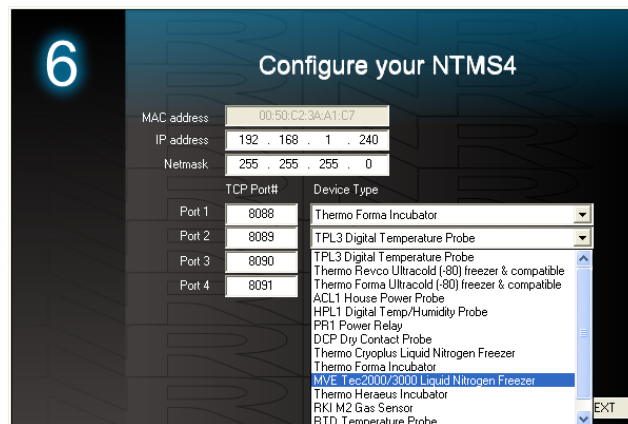 6
Configure your NTMS4
MAC address 00:50:C2:3A:A1:C7
IP address 192 . 168 . 1 . 240
Netmask 255 . 255 . 255 . 0
TCP Port# Device Type
Port 1 8088 Thermo Forma Incubator
Port 2 8089 TPL3 Digital Temperature Probe
Port 3 8090
Port 4 8091
TPL3 Digital Temperature Probe
Thermo Revco Ultracold (-80) freezer & compatible
Thermo Forma Ultracold (-80) freezer & compatible
ACL1 House Power Probe
HPL1 Digital Temp/Humidity Probe
PR1 Power Relay
DCP Dry Contact Probe
Thermo Cryoplus Liquid Nitrogen Freezer
Thermo Forma Incubator
MVE Tec2000/3000 Liquid Nitrogen Freezer
Thermo Heraeus Incubator
RKI M2 Gas Sensor
RTD Temperature Probe
EXT